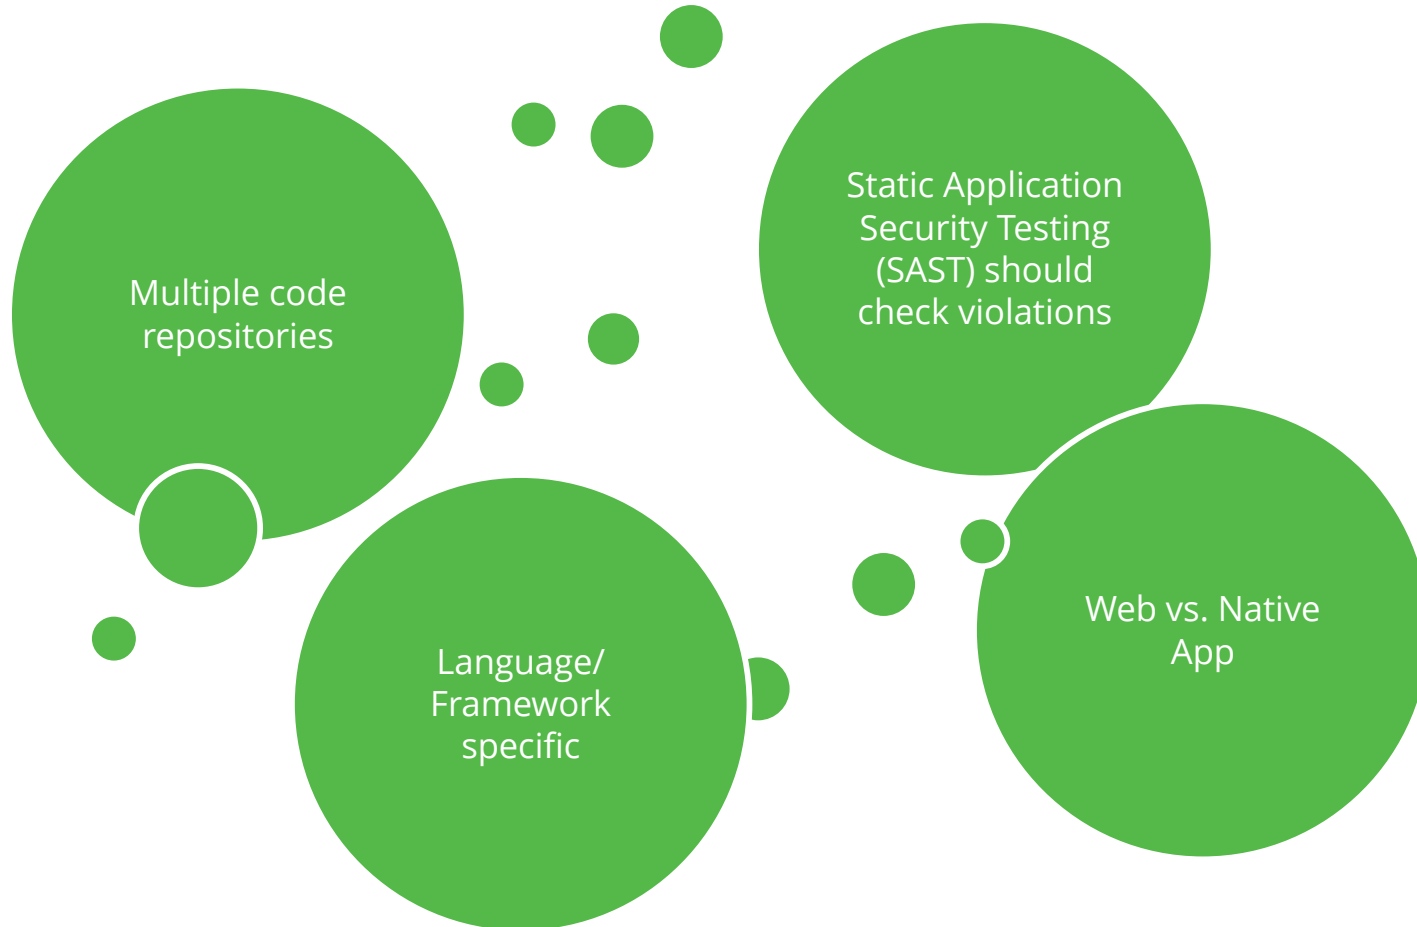 Multiple code
repositories
Static Application
Security Testing
(SAST) should
check violations
Language/
Framework
specific
Web vs. Native
App